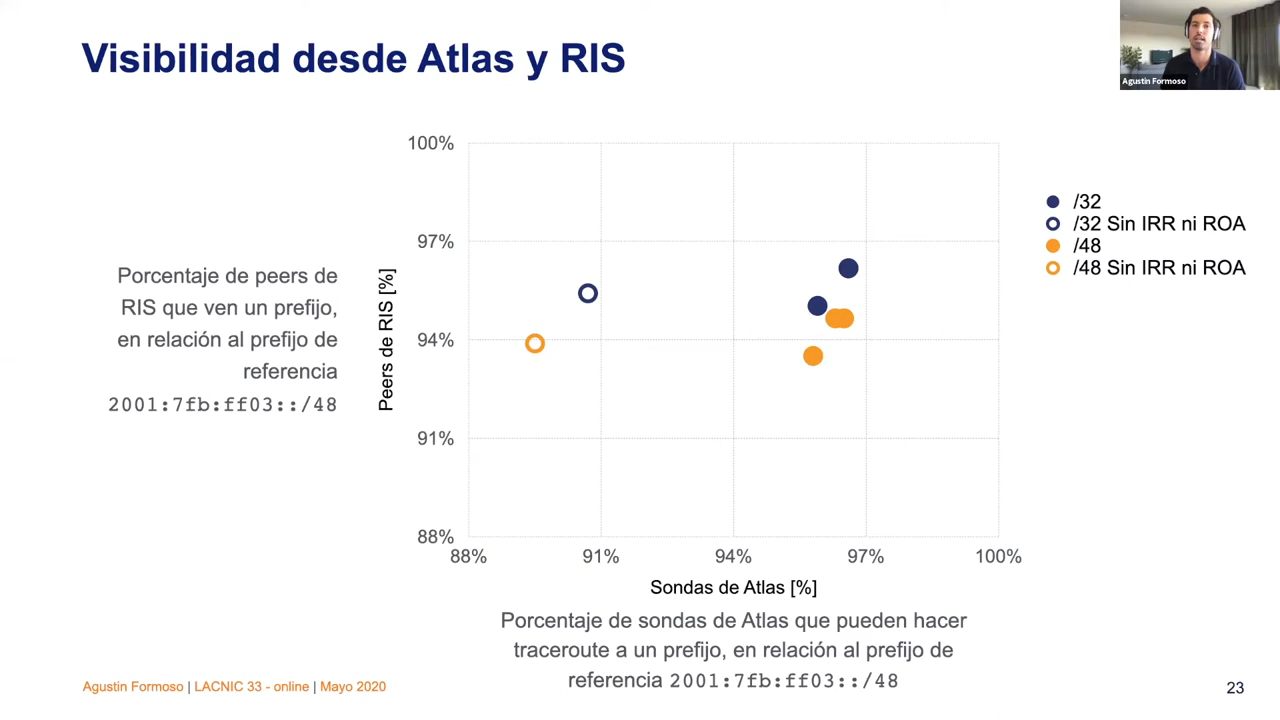 Visibilidad desde Atlas y RIS
Agustin Formoso
Porcentaje de peers de
RIS que ven un prefijo,
en relación al prefijo de
referencia
2001:7fb:ff03::/48
Peers de RIS [%]
100%
97%
94%
91%
88%
88%
91%
94%
97%
100%
Sondas de Atlas [%]
/32
/32 Sin IRR ni ROA
/48
/48 Sin IRR ni ROA
Porcentaje de sondas de Atlas que pueden hacer
traceroute a un prefijo, en relación al prefijo de
referencia 2001:7fb:ff03::/48
Agustin Formoso | LACNIC 33 - online | Mayo 2020
23